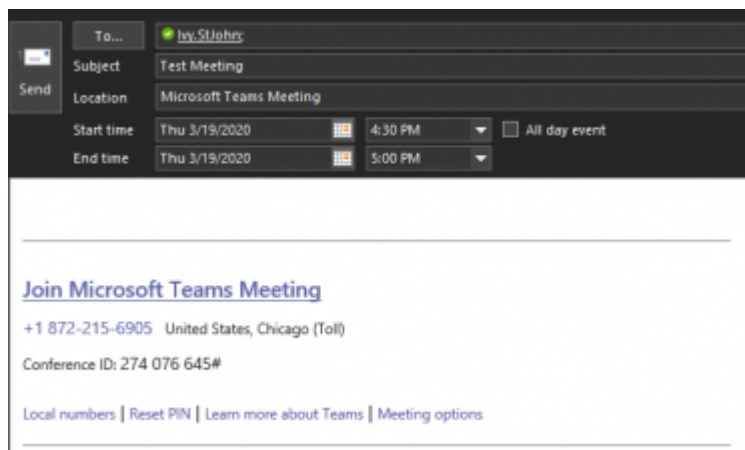 To...
Ivy.StJohn;
Send
Subject
Test Meeting
Location
Microsoft Teams Meeting
Start time
Thu 3/19/2020
4:30 PM
All day event
End time
Thu 3/19/2020
5:00 PM
Join Microsoft Teams Meeting
+1 872-215-6905 United States, Chicago (Toll)
Conference ID: 274 076 645#
Local numbers | Reset PIN | Learn more about Teams | Meeting options